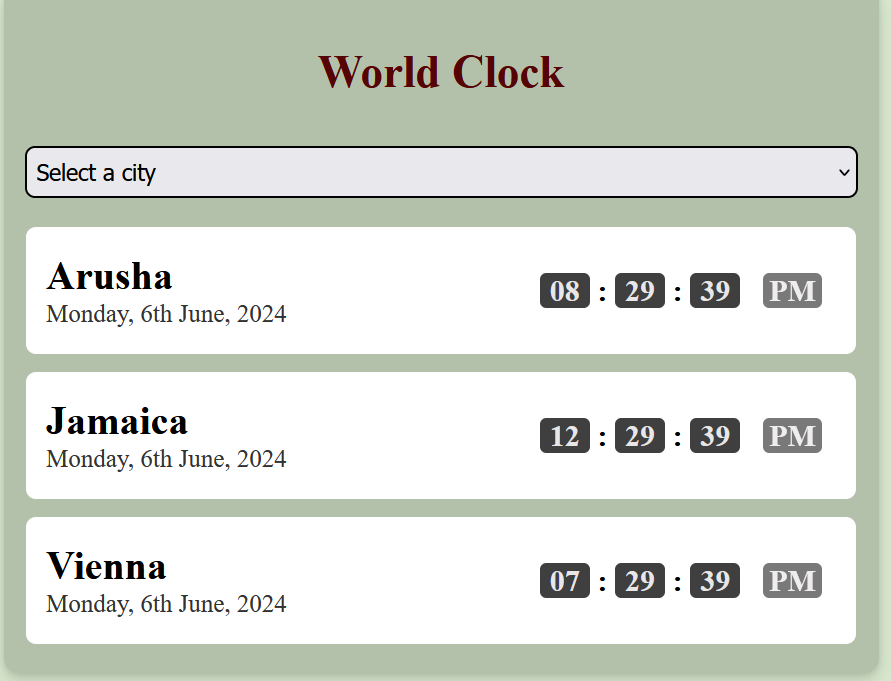 World Clock
Select a city
Arusha
Monday, 6th June, 2024
08 : 29 : 39 PM
Jamaica
Monday, 6th June, 2024
12 : 29 : 39 PM
Vienna
Monday, 6th June, 2024
07 : 29 : 39 PM